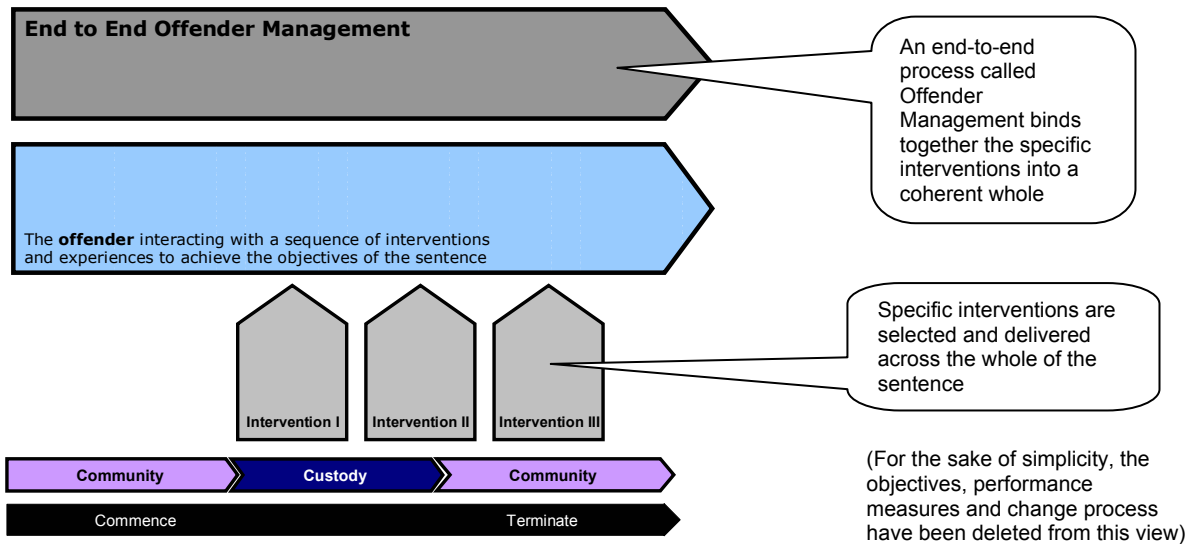 End to End Offender Management
An end-to-end
process called
Offender
Management binds
together the specific
interventions into a
coherent whole
The offender interacting with a sequence of interventions
and experiences to achieve the objectives of the sentence
Specific interventions are
selected and delivered
across the whole of the
sentence
Intervention I
Intervention II
Intervention III
Community
Custody
Community
Commence
Terminate
(For the sake of simplicity, the
objectives, performance
measures and change process
have been deleted from this view)